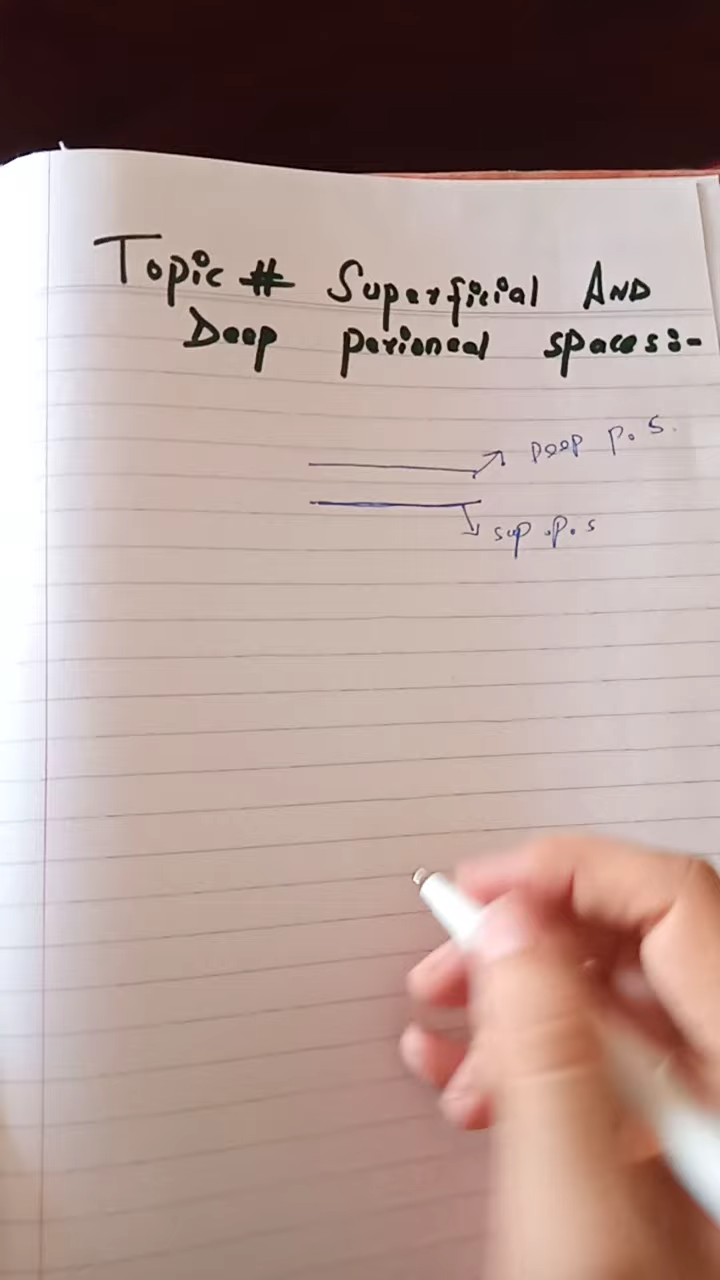 Topic # Superficial AND
Deep perioneal spaces:-
Deep p.s.
sup.p.s